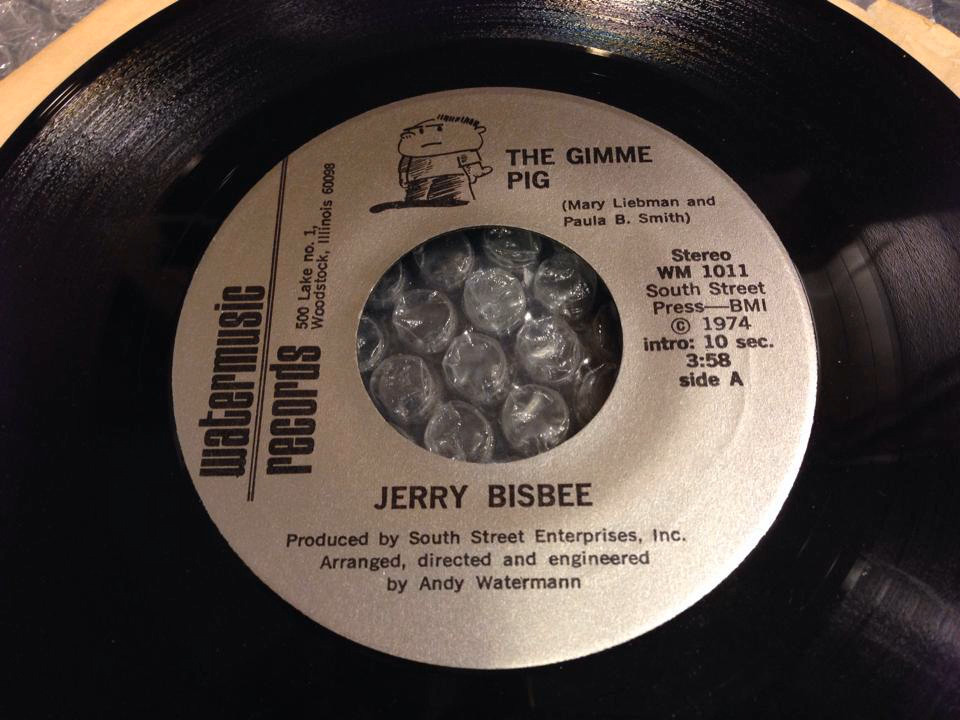 THE GIMME
PIG
(Mary Liebman and
Paula B. Smith)
watermusic
records
500 Lake no. 1,
Woodstock, Illinois 60098
Stereo
WM 1011
South Street
Press—BMI
© 1974
intro: 10 sec.
3:58
side A
JERRY BISBEE
Produced by South Street Enterprises, Inc.
Arranged, directed and engineered
by Andy Watermann